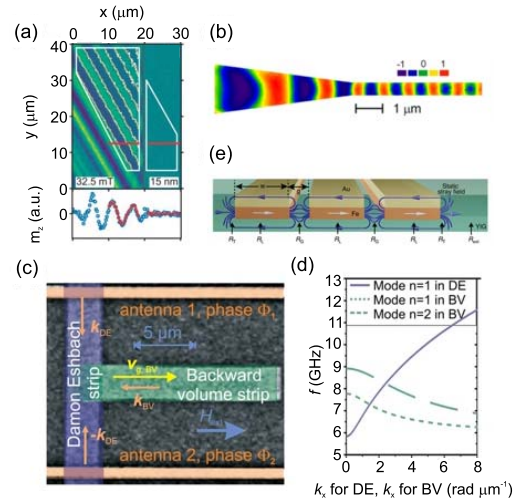 (a)
x (μm)
0 10 20 30
y (μm)
40
30
20
10
0
32.5 mT
15 nm
m_z (a.u.)
0
(b)
-1 0 1
1 μm
(e)
w
g
Au
Fe
Static
stray field
YIG
(c)
antenna 1, phase Φ₁
k_DE
5 μm
Damon Eshbach
strip
v_g, BV
k_BV
Backward
volume strip
-k_DE
antenna 2, phase Φ₂
(d)
13
12
11
10
9
8
7
6
5
f (GHz)
Mode n=1 in DE
Mode n=1 in BV
Mode n=2 in BV
0 2 4 6 8
k_x for DE, k_x for BV (rad μm⁻¹)